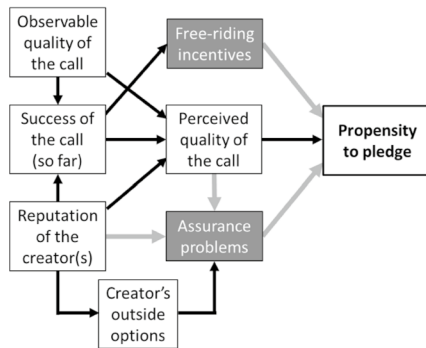 Observable
quality of
the call
Free-riding
incentives
Success of
the call
(so far)
Perceived
quality of
the call
Propensity
to pledge
Reputation
of the
creator(s)
Assurance
problems
Creator's
outside
options